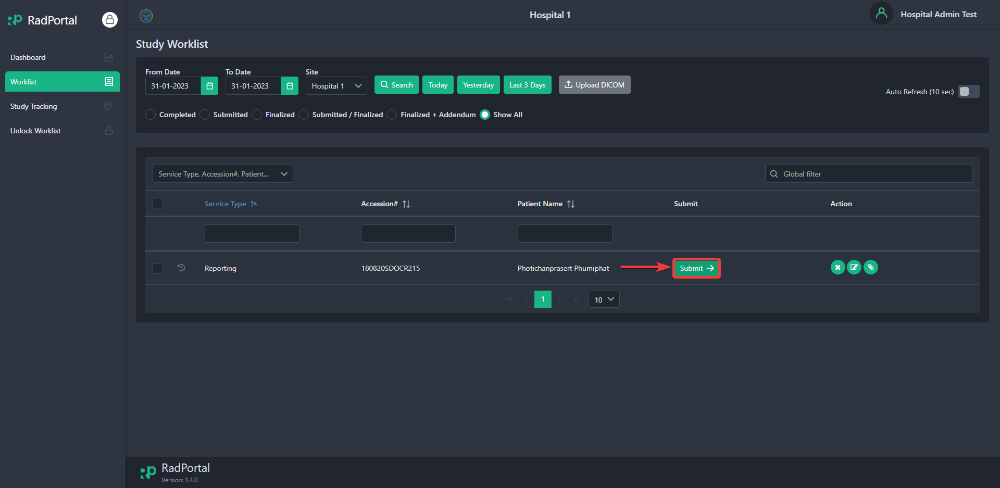 RadPortal
Hospital 1
Hospital Admin Test
Dashboard
Worklist
Study Tracking
Unlock Worklist
Study Worklist
From Date
To Date
Site
31-01-2023
31-01-2023
Hospital 1
Search
Today
Yesterday
Last 3 Days
Upload DICOM
Auto Refresh (10 sec)
Completed
Submitted
Finalized
Submitted / Finalized
Finalized + Addendum
Show All
Service Type, Accession#, Patient...
Global filter
Service Type
Accession#
Patient Name
Submit
Action
Reporting
180820SDOCR215
Photichanprasert Phumiphat
Submit
1
10
RadPortal
Version: 1.4.0